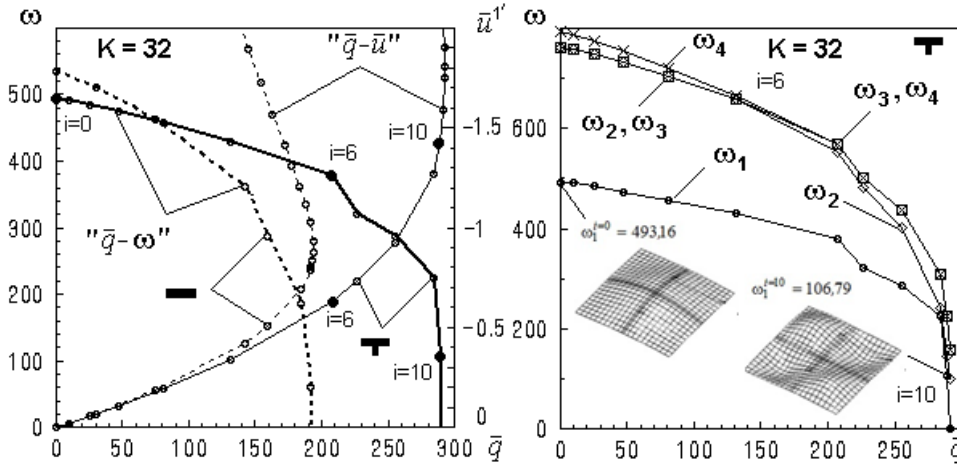 ω
K = 32
"q̄-ū"
ū¹'
500
400
300
200
100
0
i=0
i=6
i=10
"q̄-ω"
i=6
i=10
-1.5
-1
-0.5
0
0
50
100
150
200
250
300
q̄
ω
ω₄
K = 32
i=6
ω₃, ω₄
ω₂, ω₃
ω₁
ω₂
600
400
200
0
ω₁ⁱ⁼⁰ = 493,16
ω₁ⁱ⁼¹⁰ = 106,79
i=10
0
50
100
150
200
250
q̄